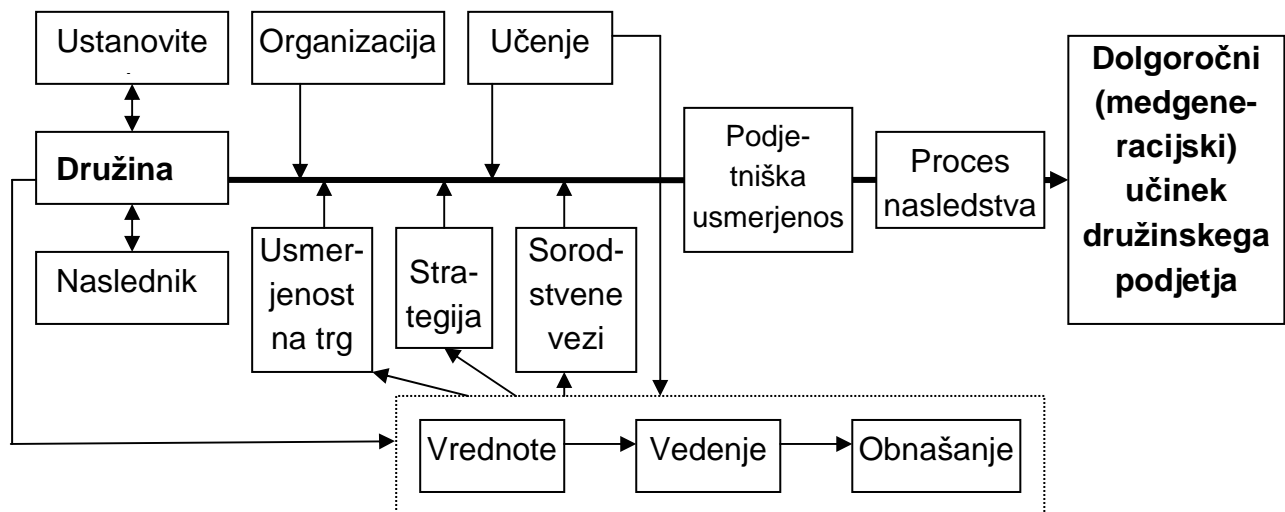 Ustanovite
Organizacija
Učenje
Dolgoročni
(medgene-
racijski)
učinek
družinskega
podjetja
Družina
Podje-
tniška
usmerjenos
Proces
nasledstva
Naslednik
Usmer-
jenost
na trg
Stra-
tegija
Sorod-
stvene
vezi
Vrednote
Vedenje
Obnašanje